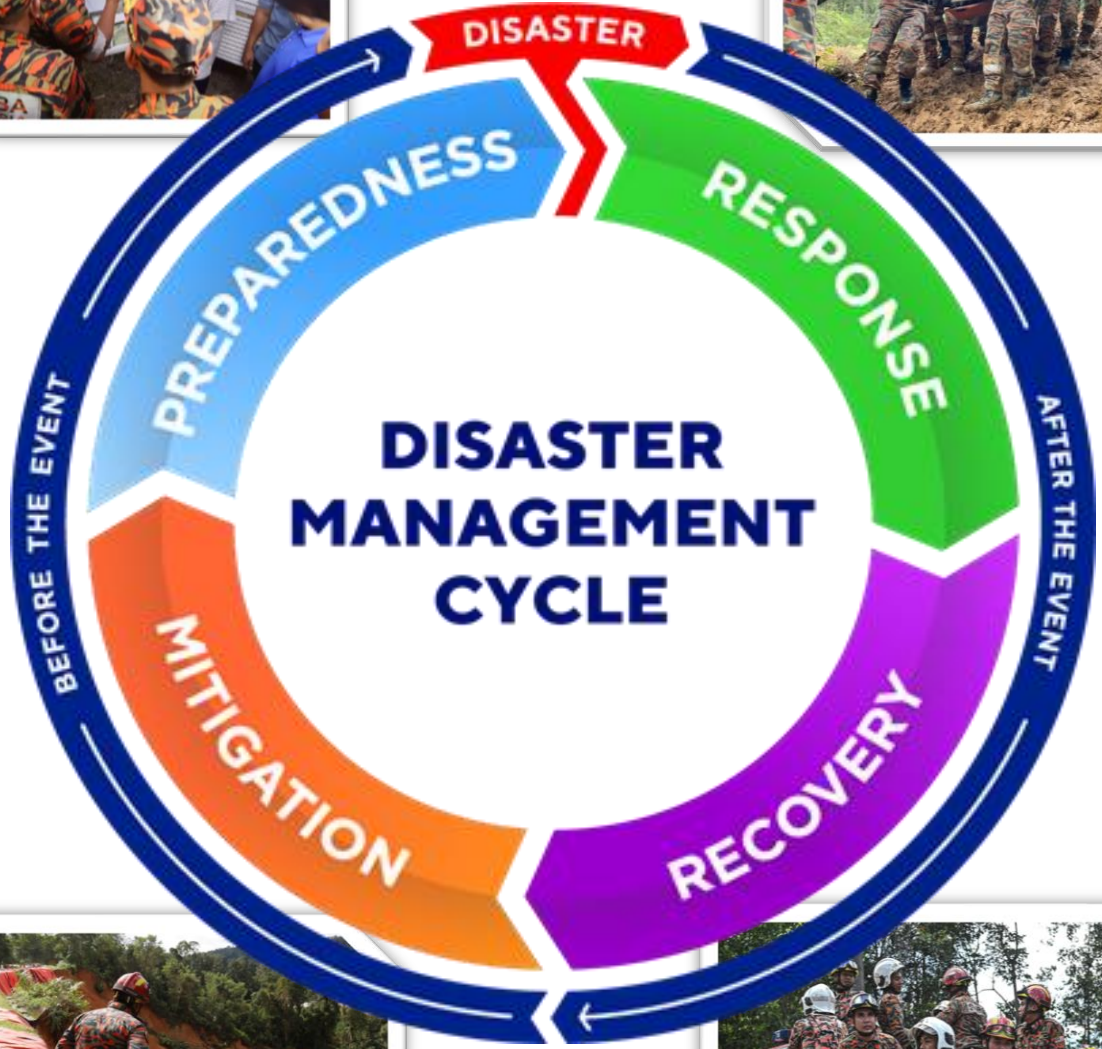 DISASTER
PREPAREDNESS
RESPONSE
BEFORE THE EVENT
AFTER THE EVENT
DISASTER
MANAGEMENT
CYCLE
MITIGATION
RECOVERY